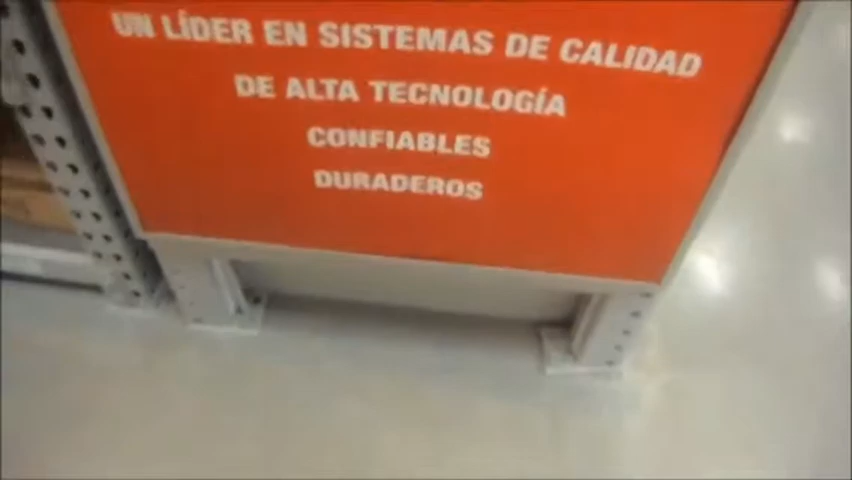 UN LÍDER EN SISTEMAS DE CALIDAD
DE ALTA TECNOLOGÍA
CONFIABLES
DURADEROS